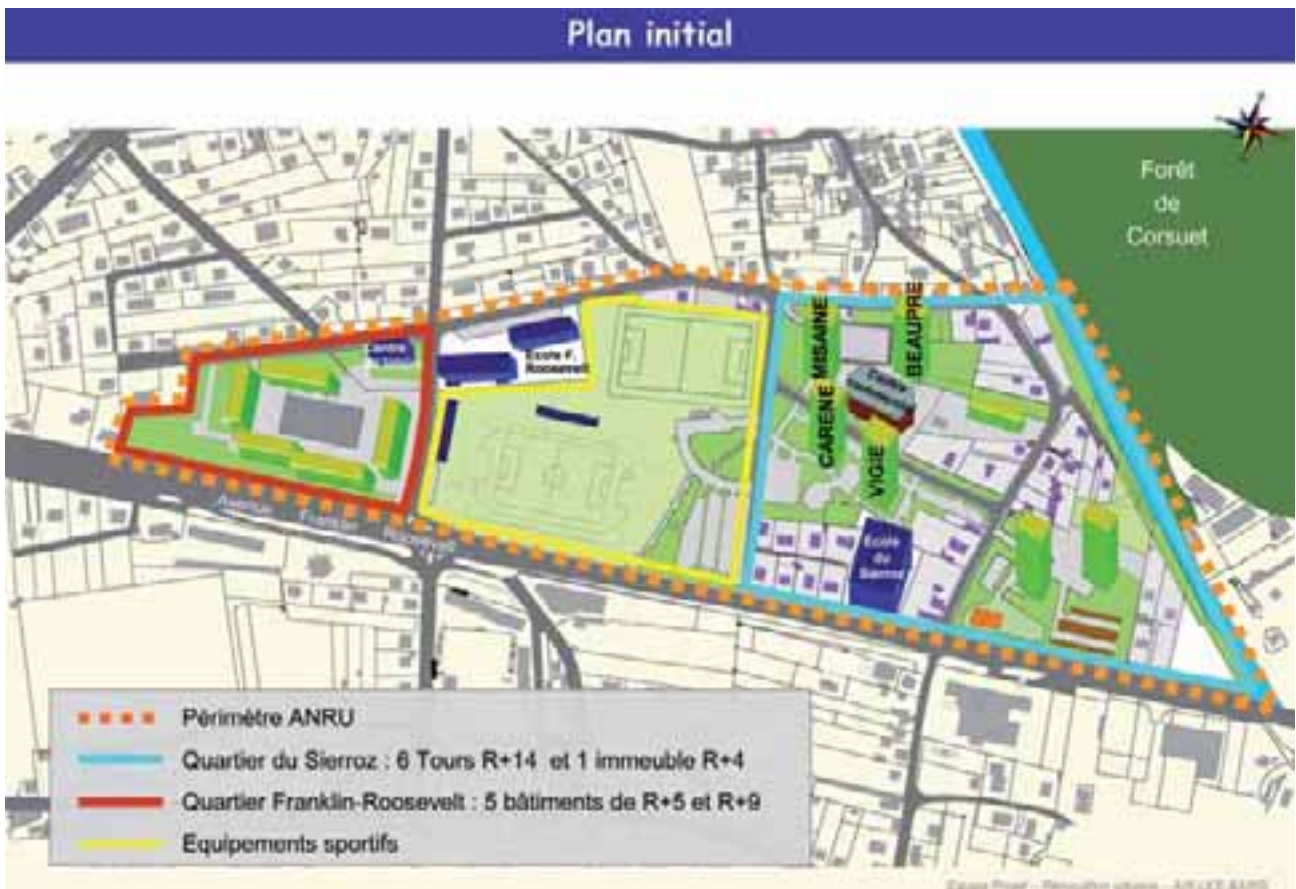 Plan initial
Forêt
de
Corsuet
BEAUPRE
MISAINE
CARENE
VIGIE
Ecole F.
Roosevelt
Ecole
du
Sierroz
Avenue Franklin Roosevelt
Périmètre ANRU
Quartier du Sierroz : 6 Tours R+14 et 1 immeuble R+4
Quartier Franklin-Roosevelt : 5 bâtiments de R+5 et R+9
Equipements sportifs